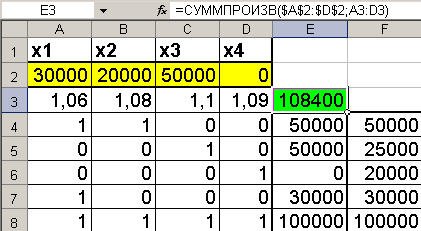 E3 fx =СУММПРОИЗВ($A$2:$D$2;A3:D3)
A B C D E F
1 x1 x2 x3 x4
2 30000 20000 50000 0
3 1,06 1,08 1,1 1,09 108400
4 1 1 0 0 50000 50000
5 0 0 1 0 50000 25000
6 0 0 0 1 0 20000
7 1 0 0 0 30000 30000
8 1 1 1 1 100000 100000